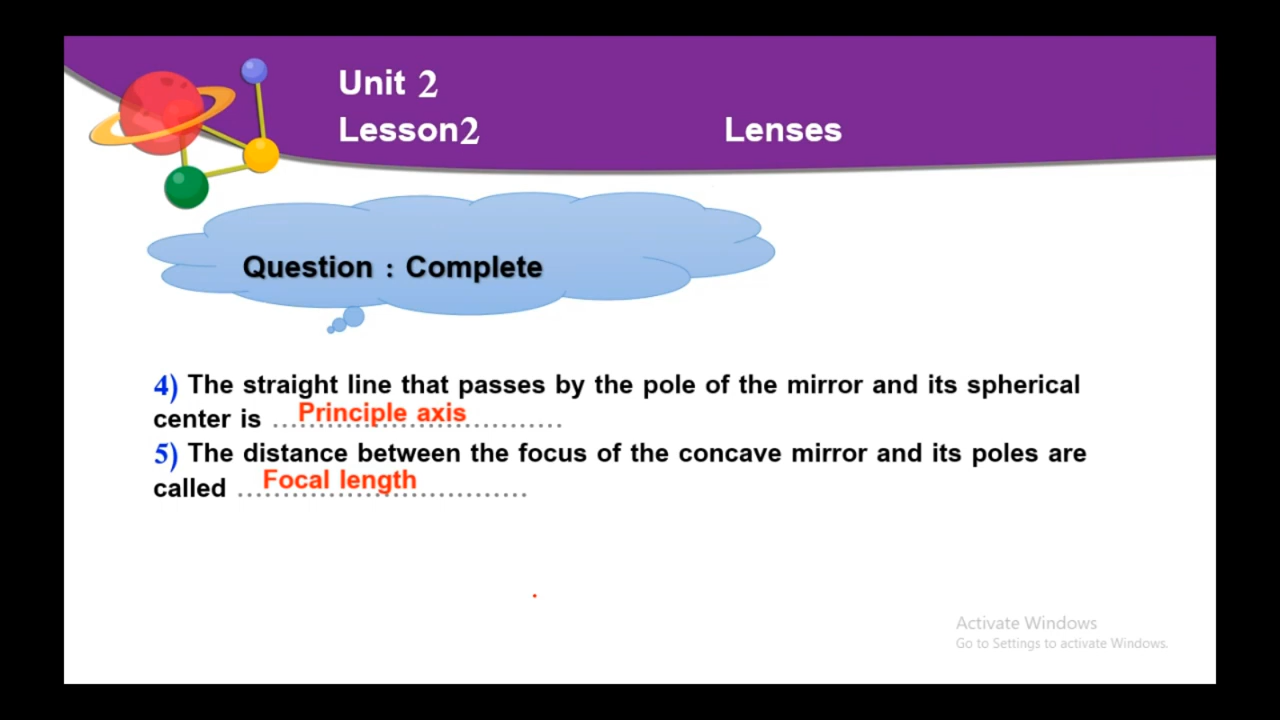 Unit 2
Lesson2 Lenses
Question : Complete
4) The straight line that passes by the pole of the mirror and its spherical
center is ................................ Principle axis
5) The distance between the focus of the concave mirror and its poles are
called ................................ Focal length
Activate Windows
Go to Settings to activate Windows.